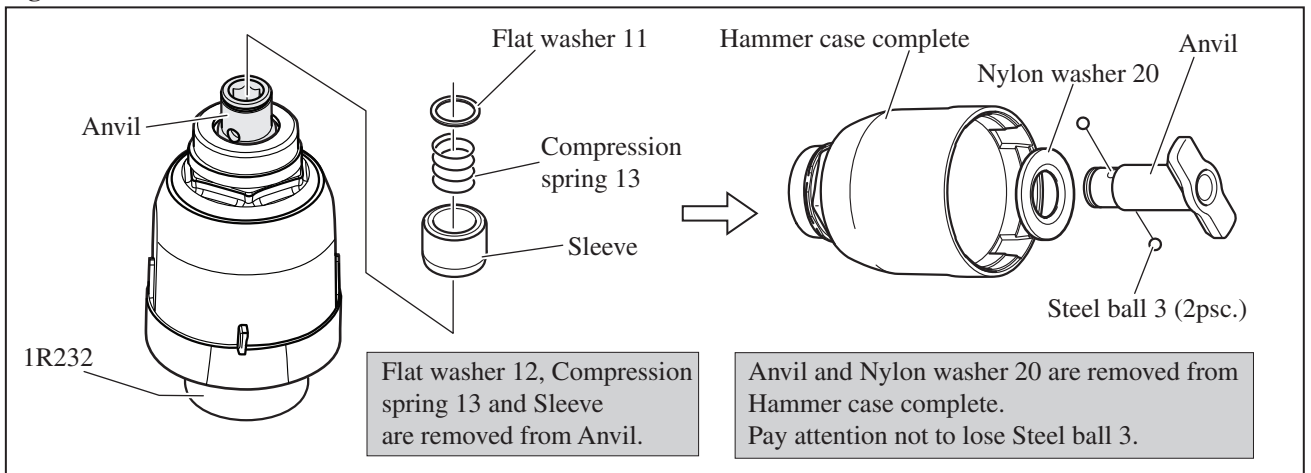 Flat washer 11
Anvil
Compression
spring 13
Sleeve
1R232
Flat washer 12, Compression
spring 13 and Sleeve
are removed from Anvil.
Hammer case complete
Anvil
Nylon washer 20
Steel ball 3 (2psc.)
Anvil and Nylon washer 20 are removed from
Hammer case complete.
Pay attention not to lose Steel ball 3.